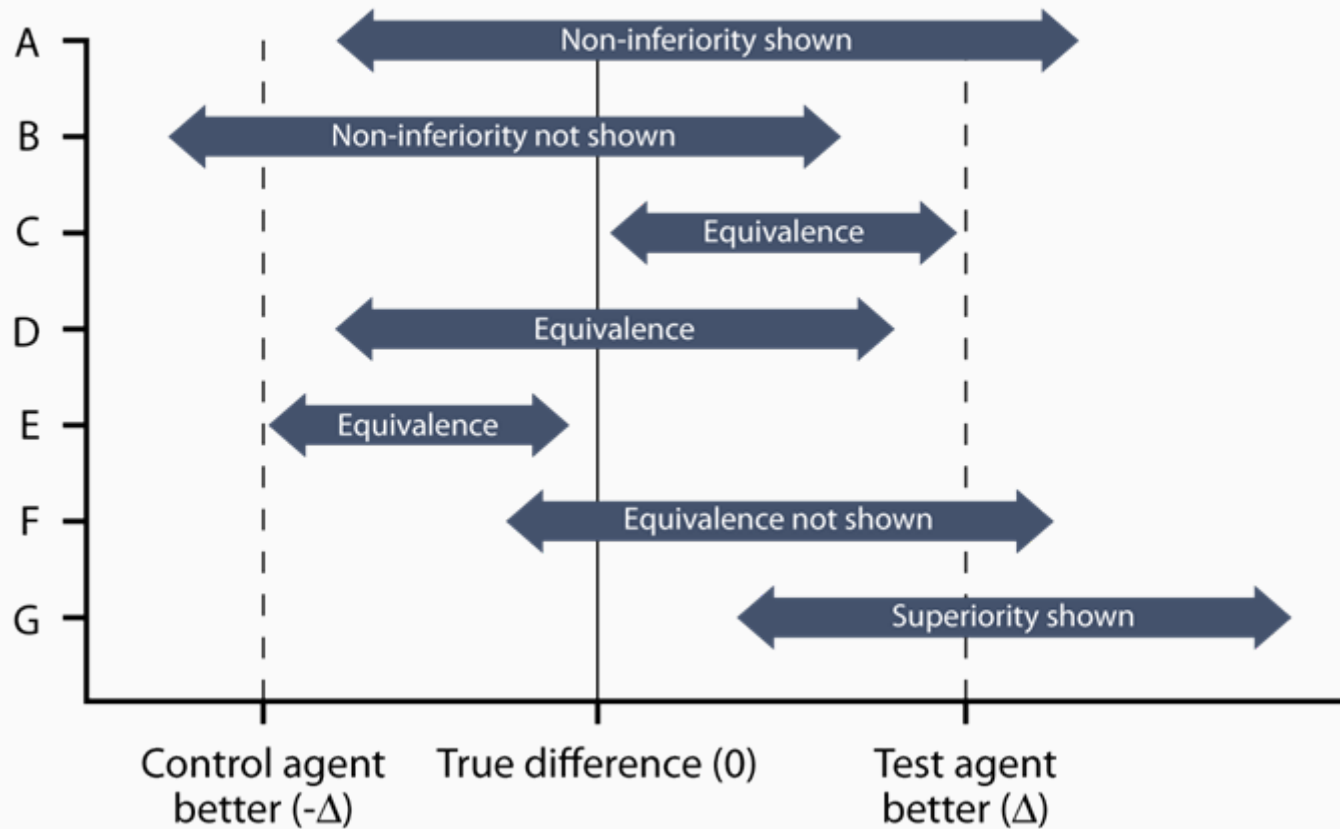 A
Non-inferiority shown
B
Non-inferiority not shown
C
Equivalence
D
Equivalence
E
Equivalence
F
Equivalence not shown
G
Superiority shown
Control agent
better (-Δ)
True difference (0)
Test agent
better (Δ)